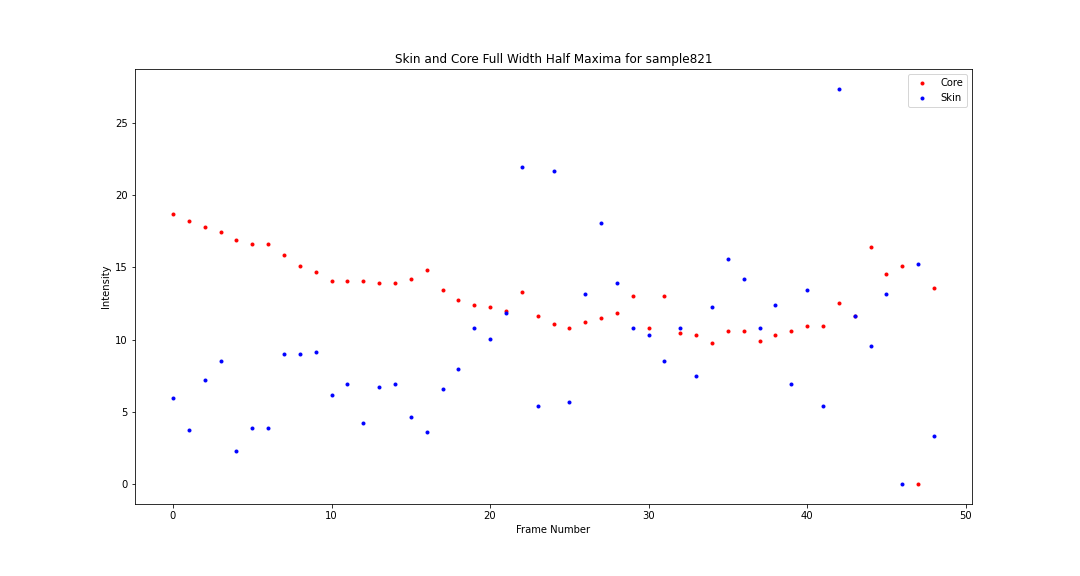 Skin and Core Full Width Half Maxima for sample821
Core
Skin
Intensity
25
20
15
10
5
0
0 10 20 30 40 50
Frame Number